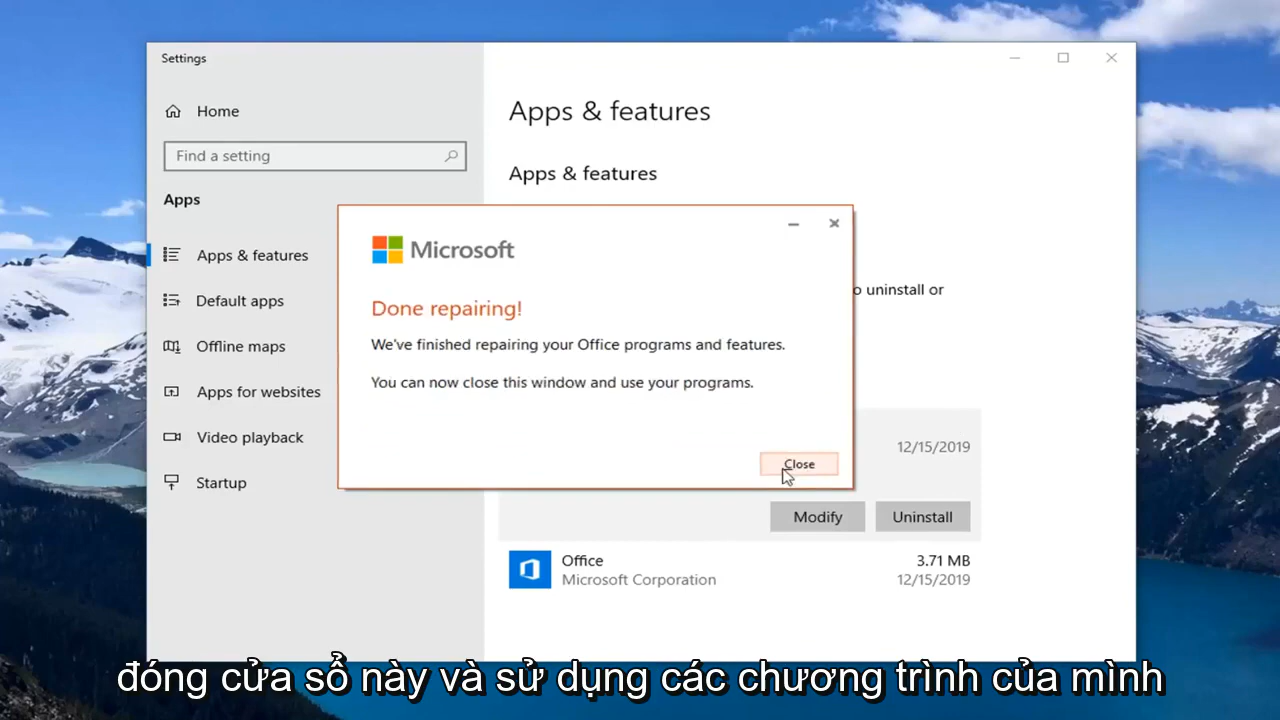 Settings
Home
Find a setting
Apps
Apps & features
Default apps
Offline maps
Apps for websites
Video playback
Startup
Apps & features
Apps & features
o uninstall or
Microsoft
Done repairing!
We've finished repairing your Office programs and features.
You can now close this window and use your programs.
Close
12/15/2019
Modify
Uninstall
Office
3.71 MB
Microsoft Corporation
12/15/2019
đóng cửa sổ này và sử dụng các chương trình của mình